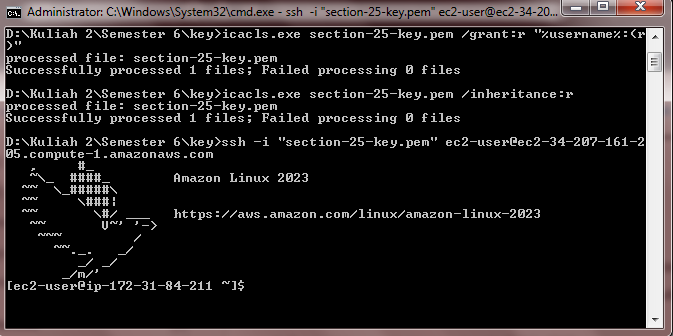 Administrator: C:\Windows\System32\cmd.exe - ssh -i "section-25-key.pem" ec2-user@ec2-34-20...
D:\Kuliah 2\Semester 6\key>icacls.exe section-25-key.pem /grant:r "%username%:(r
)"
processed file: section-25-key.pem
Successfully processed 1 files; Failed processing 0 files
D:\Kuliah 2\Semester 6\key>icacls.exe section-25-key.pem /inheritance:r
processed file: section-25-key.pem
Successfully processed 1 files; Failed processing 0 files
D:\Kuliah 2\Semester 6\key>ssh -i "section-25-key.pem" ec2-user@ec2-34-207-161-2
05.compute-1.amazonaws.com
   ,     #_
   ~\_  ####_        Amazon Linux 2023
  ~~  \_#####\
  ~~     \###|
  ~~       \#/ ___   https://aws.amazon.com/linux/amazon-linux-2023
   ~~       V~' '->
    ~~~         /
      ~~._.   _/
         _/ _/
       _/m/'
[ec2-user@ip-172-31-84-211 ~]$